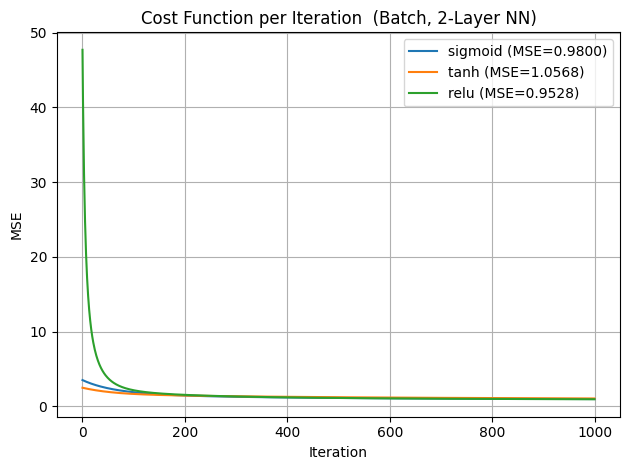 Cost Function per Iteration  (Batch, 2-Layer NN)
sigmoid (MSE=0.9800)
tanh (MSE=1.0568)
relu (MSE=0.9528)
50
40
30
20
10
0
MSE
0 200 400 600 800 1000
Iteration